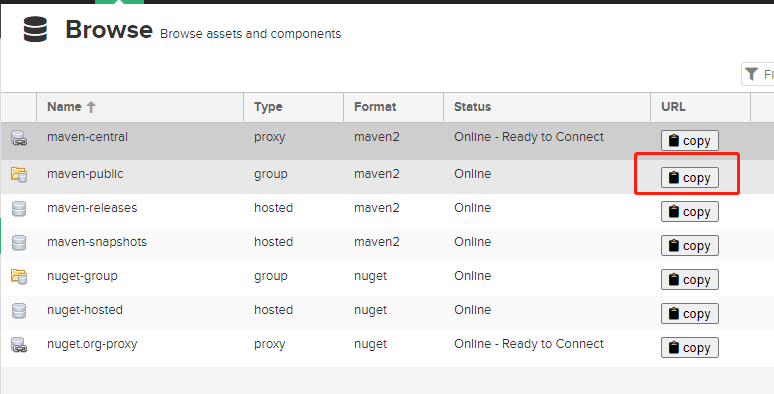 Browse Browse assets and components
Fi
Name Type Format Status URL
maven-central proxy maven2 Online - Ready to Connect copy
maven-public group maven2 Online copy
maven-releases hosted maven2 Online copy
maven-snapshots hosted maven2 Online copy
nuget-group group nuget Online copy
nuget-hosted hosted nuget Online copy
nuget.org-proxy proxy nuget Online - Ready to Connect copy